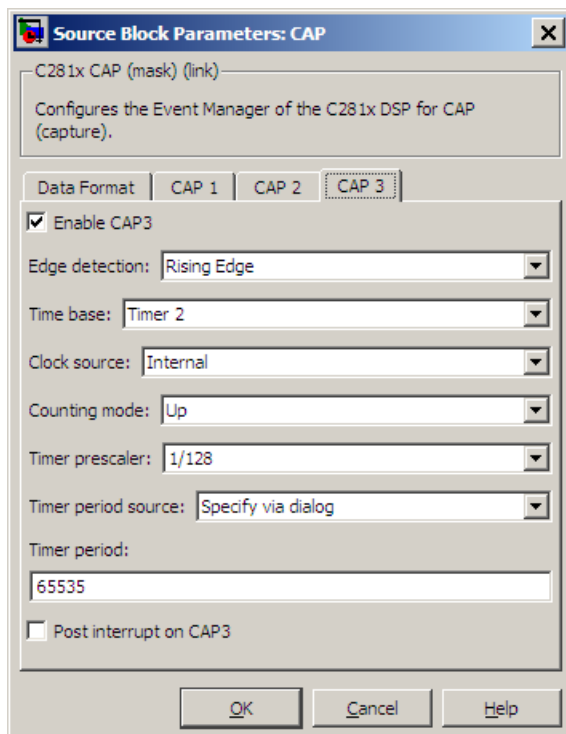 Source Block Parameters: CAP
C281x CAP (mask) (link)
Configures the Event Manager of the C281x DSP for CAP
(capture).
Data Format CAP 1 CAP 2 CAP 3
Enable CAP3
Edge detection: Rising Edge
Time base: Timer 2
Clock source: Internal
Counting mode: Up
Timer prescaler: 1/128
Timer period source: Specify via dialog
Timer period:
65535
Post interrupt on CAP3
OK Cancel Help